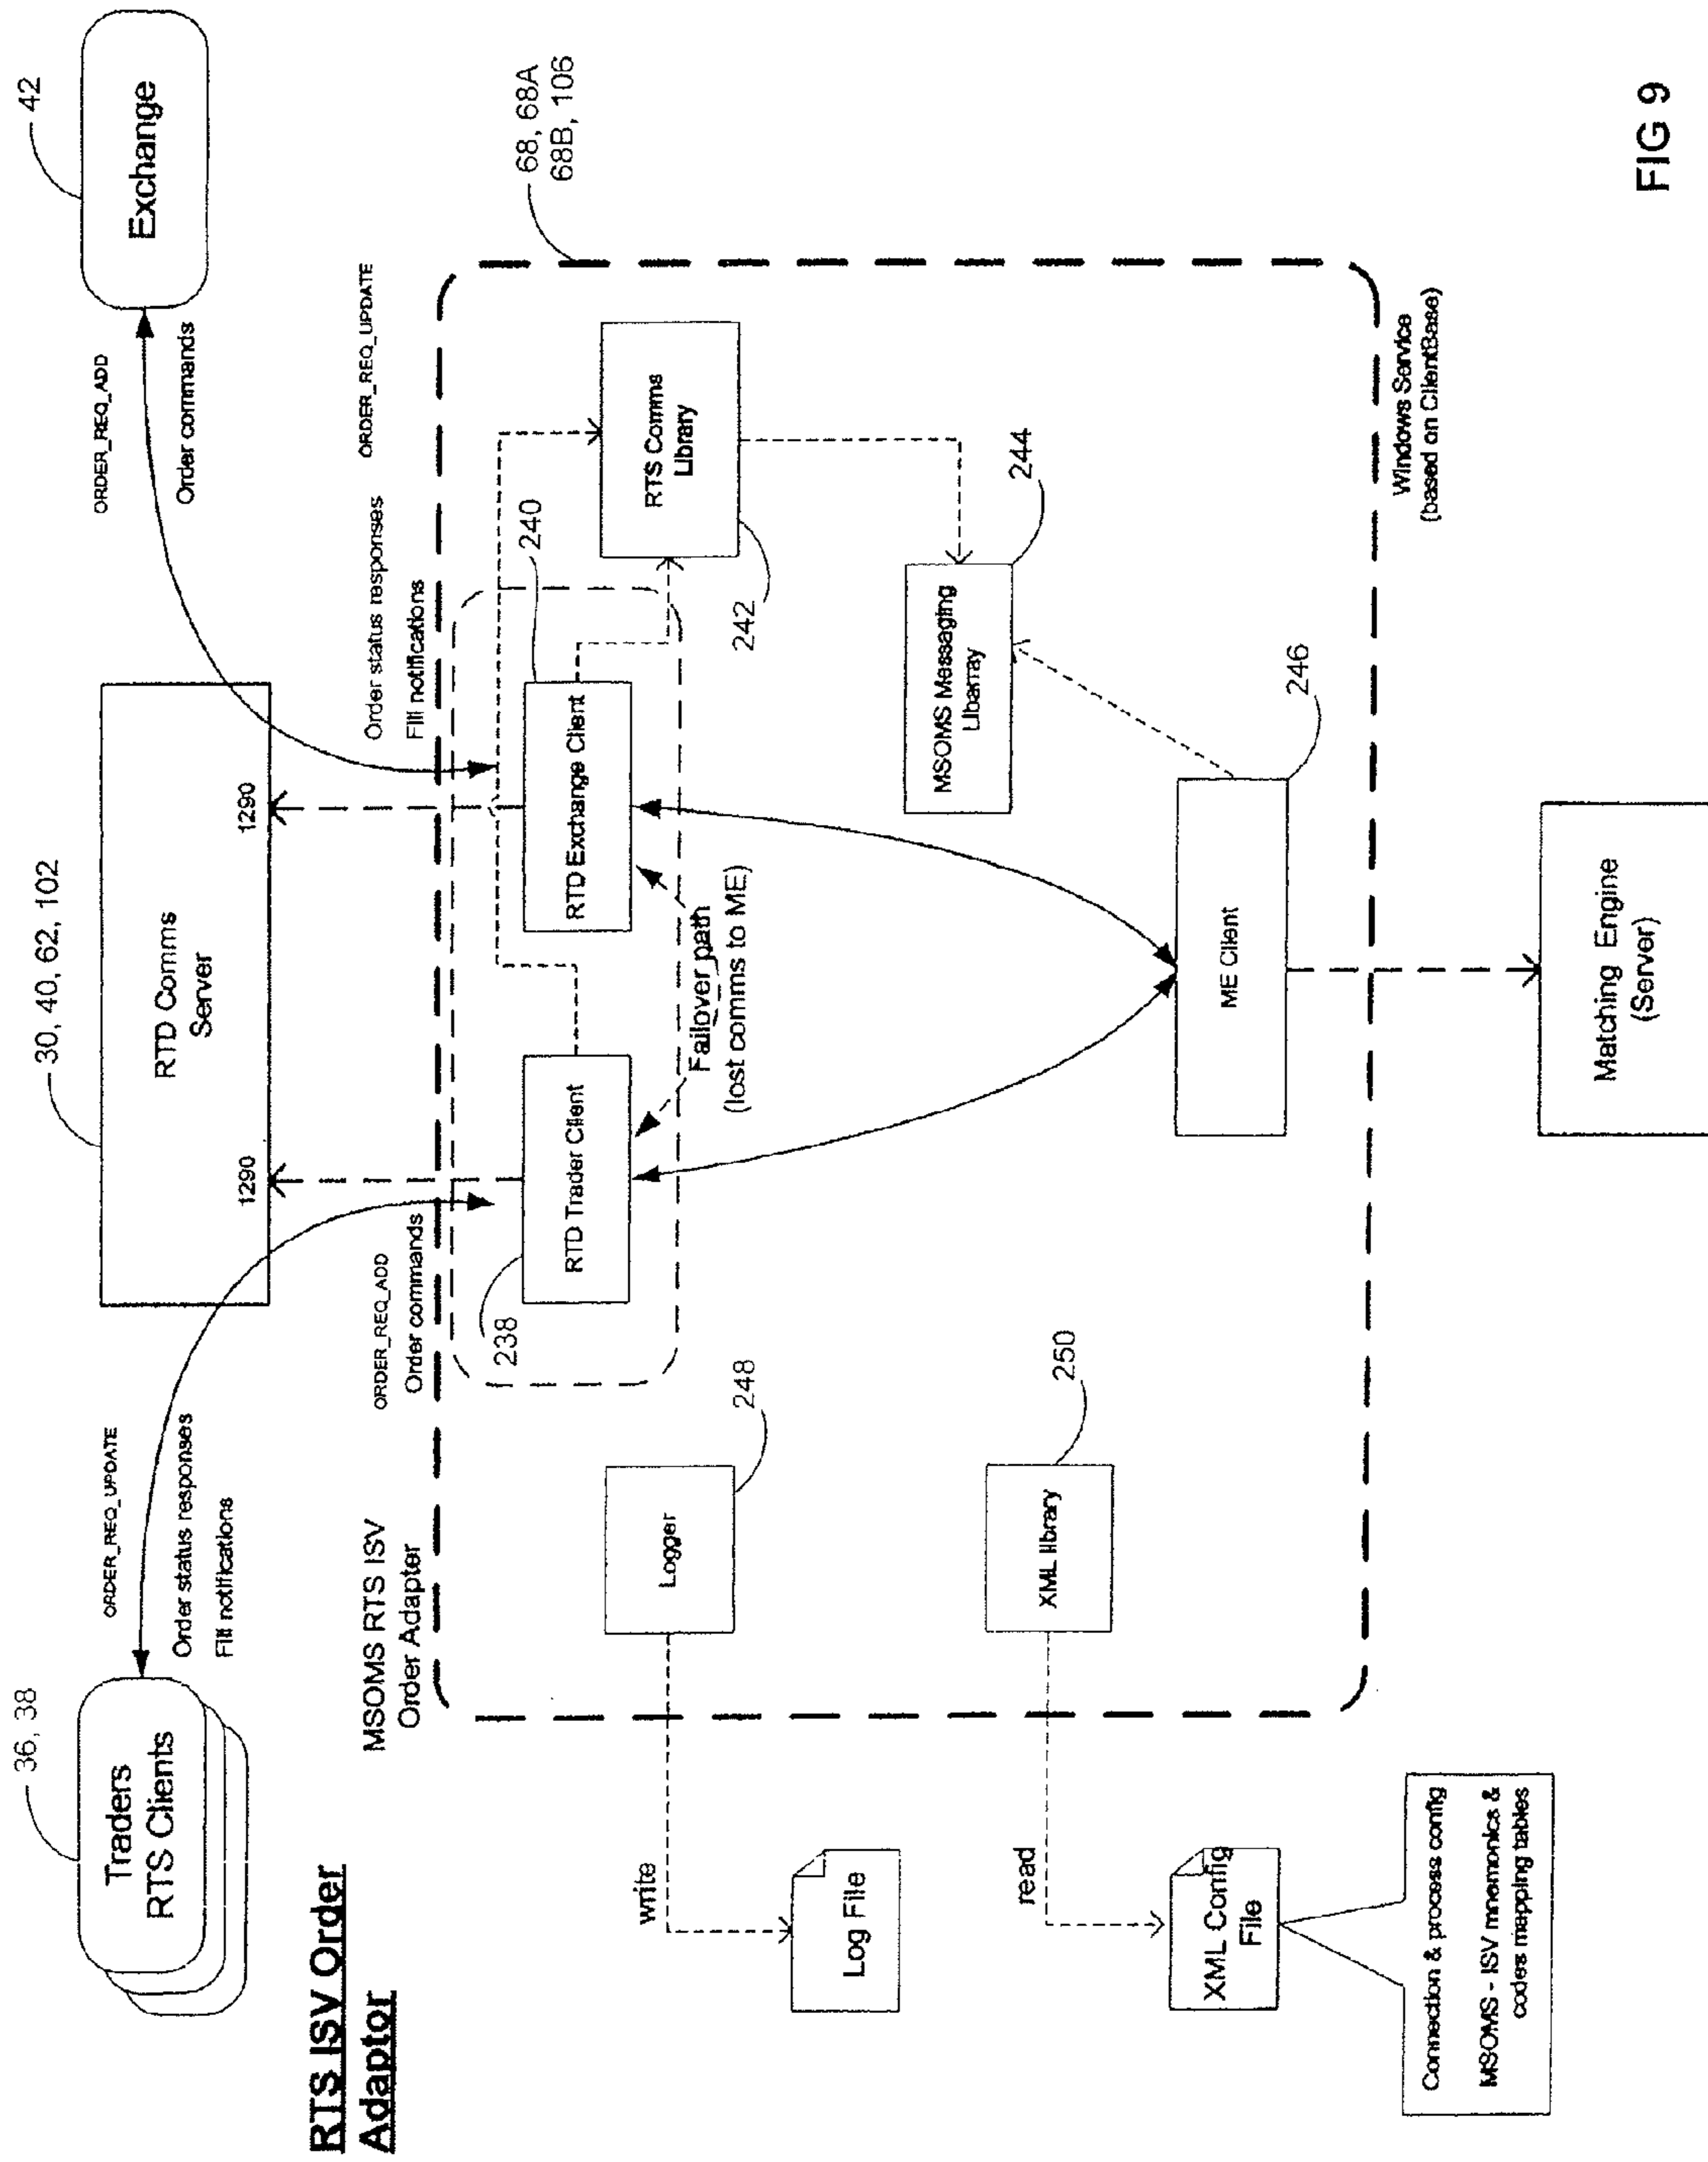 RTS ISV Order
Adaptor
36, 38
Traders
RTS Clients
30, 40, 62, 102
RTD Comms
Server
1290
1290
42
Exchange
ORDER_REQ_UPDATE
Order status responses
Fill notifications
ORDER_REQ_ADD
Order commands
MSOMS RTS ISV
Order Adapter
ORDER_REQ_ADD
Order commands
Order status responses
Fill notifications
ORDER_REQ_UPDATE
68, 68A
68B, 106
238
RTD Trader Client
240
RTD Exchange Client
RTS Comms
Library
242
Failover path
(lost comms to ME)
248
Logger
write
Log File
250
XML library
read
XML Config
File
MSOMS Messaging
Libarray
244
246
ME Client
Windows Service
(based on ClientBase)
Connection & process config
MSOMS - ISV mnemonics &
codes mapping tables
Matching Engine
(Server)
FIG 9